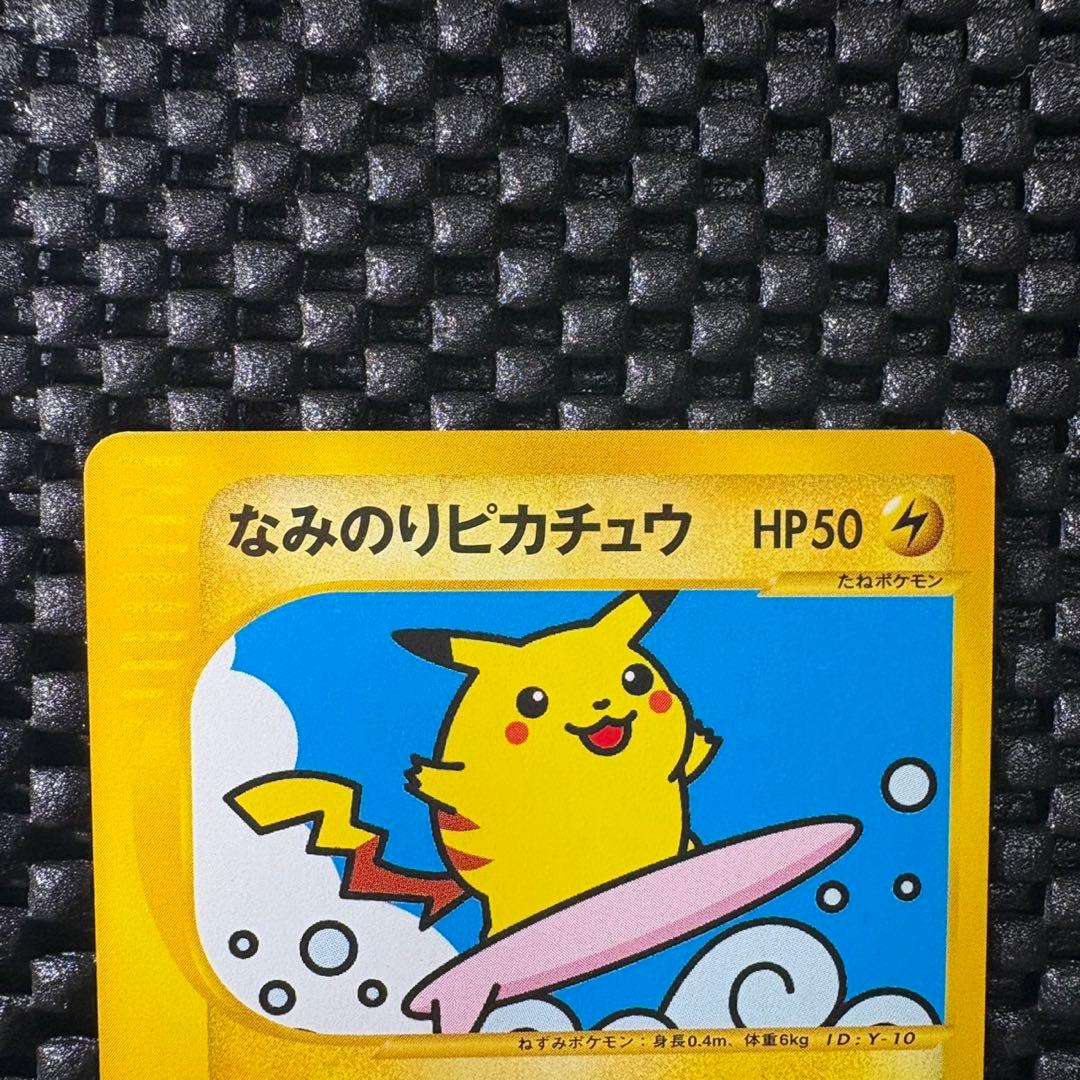 なみのりピカチュウ HP50
たねポケモン
ねずみポケモン：身長0.4m、体重6kg ID:Y-10